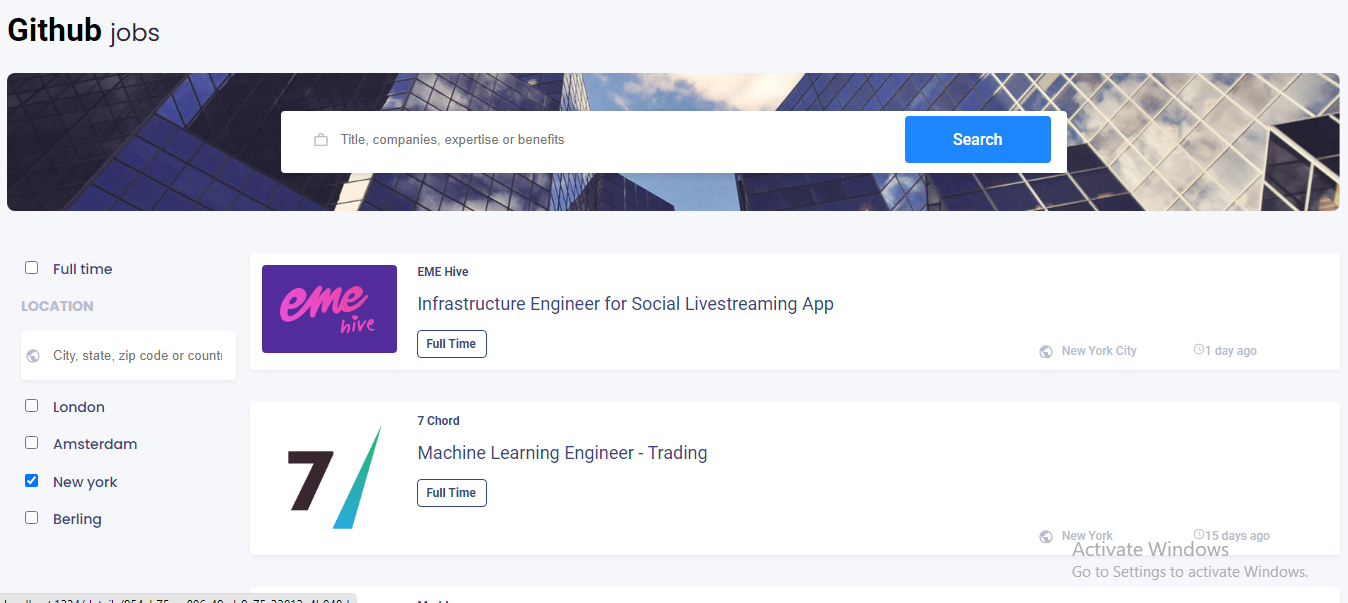 Github jobs
Title, companies, expertise or benefits
Search
Full time
LOCATION
City, state, zip code or countr
London
Amsterdam
New york
Berling
eme
hive
EME Hive
Infrastructure Engineer for Social Livestreaming App
Full Time
New York City
1 day ago
7
7 Chord
Machine Learning Engineer - Trading
Full Time
New York
15 days ago
Activate Windows
Go to Settings to activate Windows.